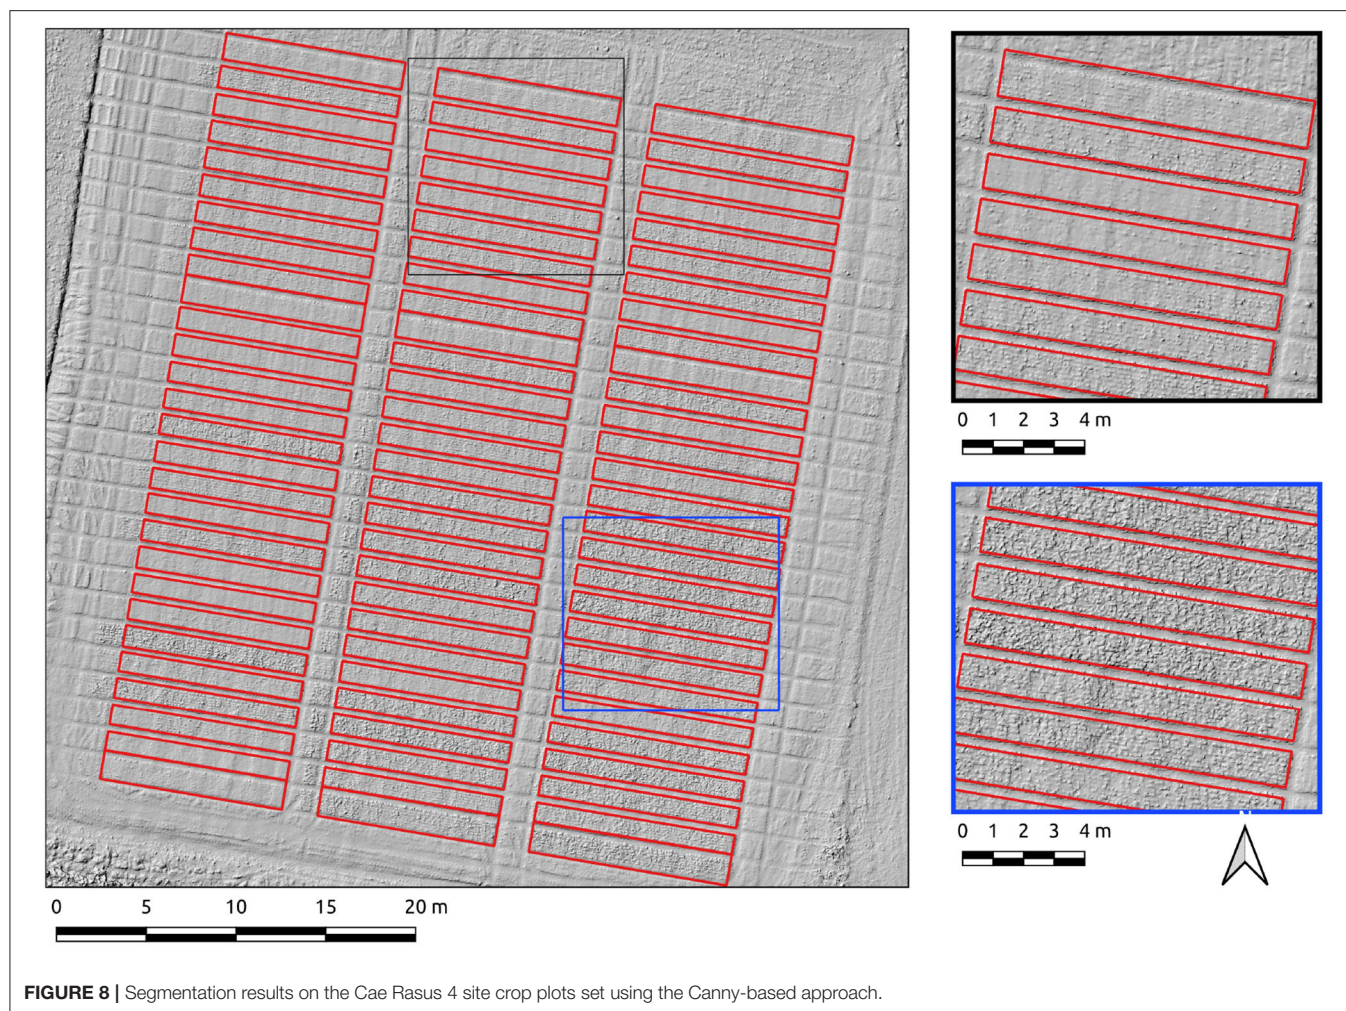 0 5 10 15 20 m
0 1 2 3 4 m
0 1 2 3 4 m
N
FIGURE 8 | Segmentation results on the Cae Rasus 4 site crop plots set using the Canny-based approach.